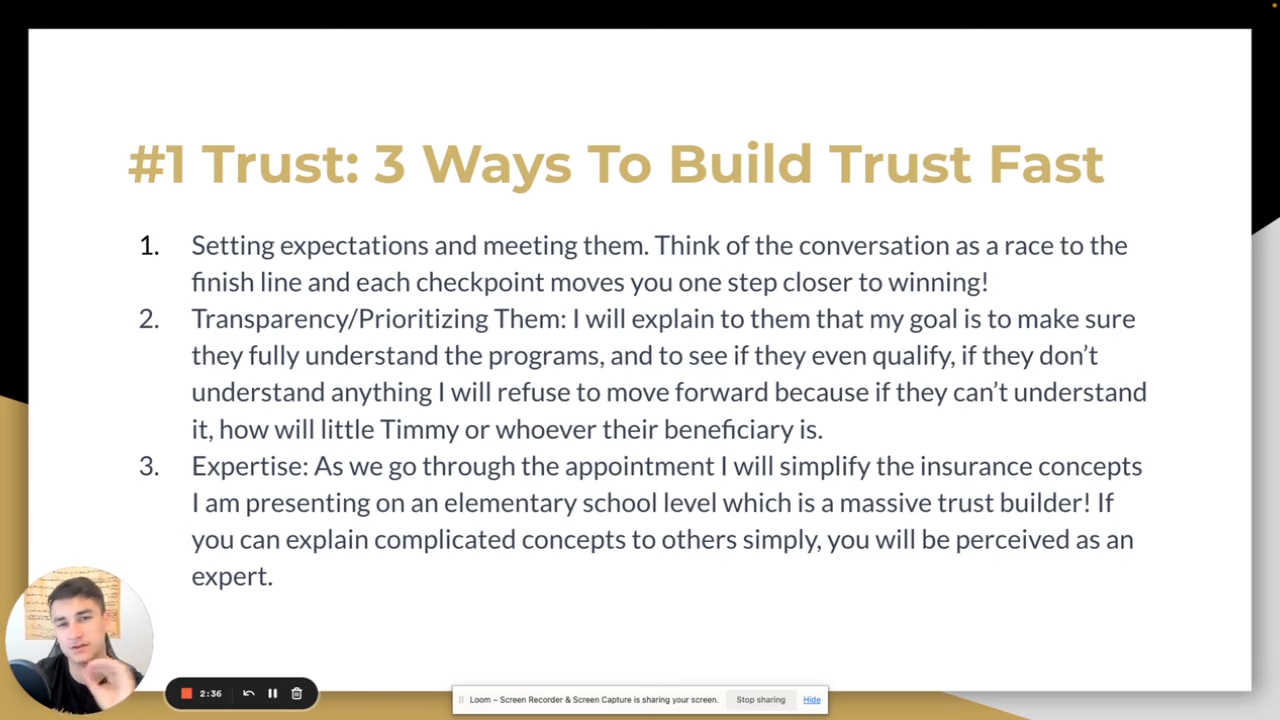 #1 Trust: 3 Ways To Build Trust Fast
1. Setting expectations and meeting them. Think of the conversation as a race to the
finish line and each checkpoint moves you one step closer to winning!
2. Transparency/Prioritizing Them: I will explain to them that my goal is to make sure
they fully understand the programs, and to see if they even qualify, if they don’t
understand anything I will refuse to move forward because if they can’t understand
it, how will little Timmy or whoever their beneficiary is.
3. Expertise: As we go through the appointment I will simplify the insurance concepts
I am presenting on an elementary school level which is a massive trust builder! If
you can explain complicated concepts to others simply, you will be perceived as an
expert.
2:36
Loom – Screen Recorder & Screen Capture is sharing your screen. Stop sharing Hide